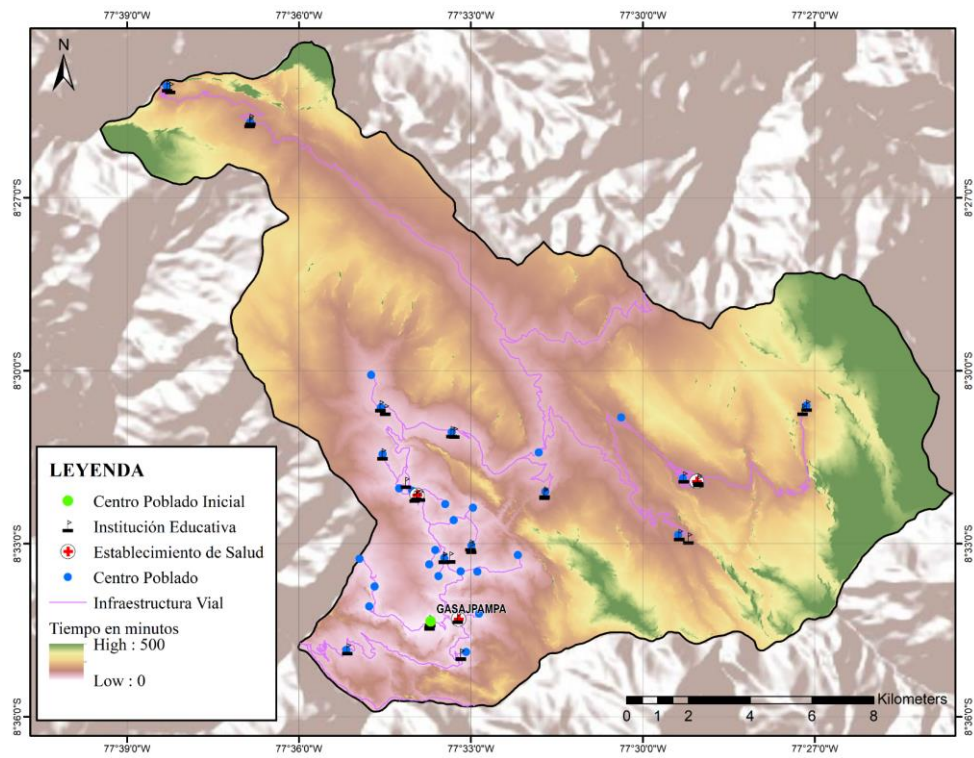 77°39'0"W 77°36'0"W 77°33'0"W 77°30'0"W 77°27'0"W
N
8°27'0"S 8°27'0"S
8°30'0"S 8°30'0"S
8°33'0"S 8°33'0"S
8°36'0"S 8°36'0"S
GASAJPAMPA
LEYENDA
Centro Poblado Inicial
Institución Educativa
Establecimiento de Salud
Centro Poblado
Infraestructura Vial
Tiempo en minutos
High : 500
Low : 0
Kilometers
0 1 2 4 6 8
77°39'0"W 77°36'0"W 77°33'0"W 77°30'0"W 77°27'0"W